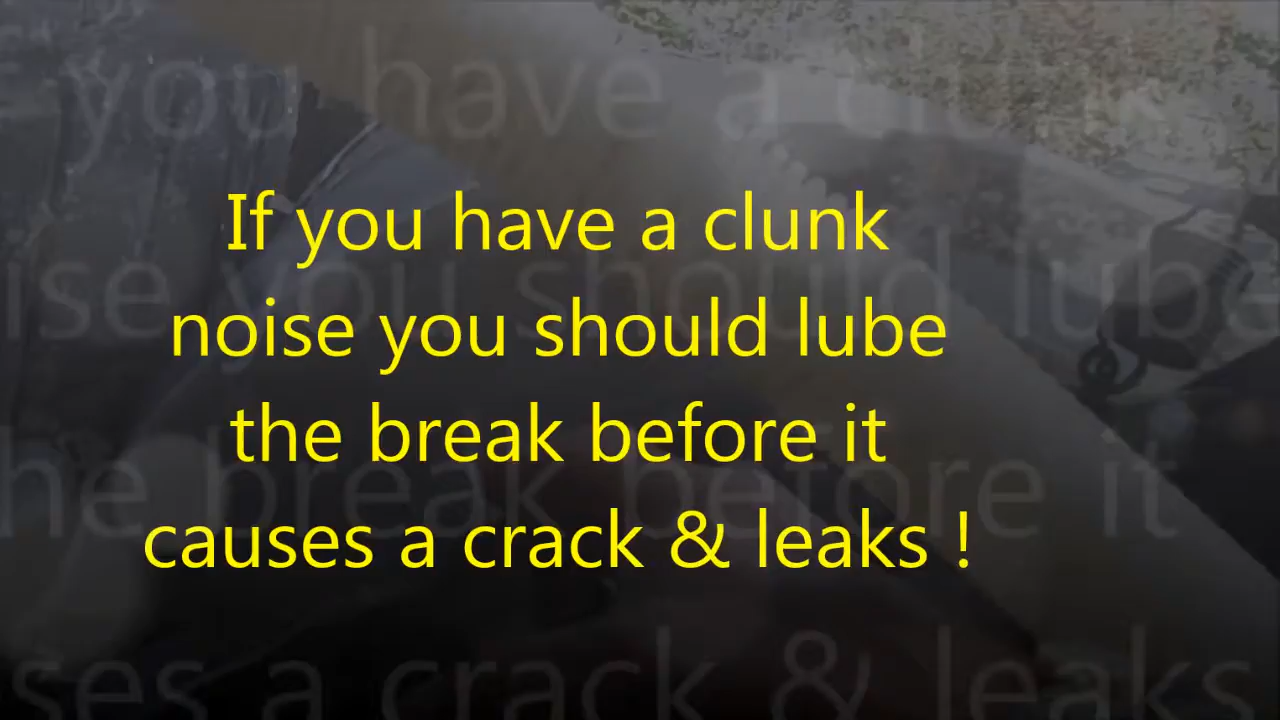 If you have a clunk
noise you should lube
the break before it
causes a crack & leaks !